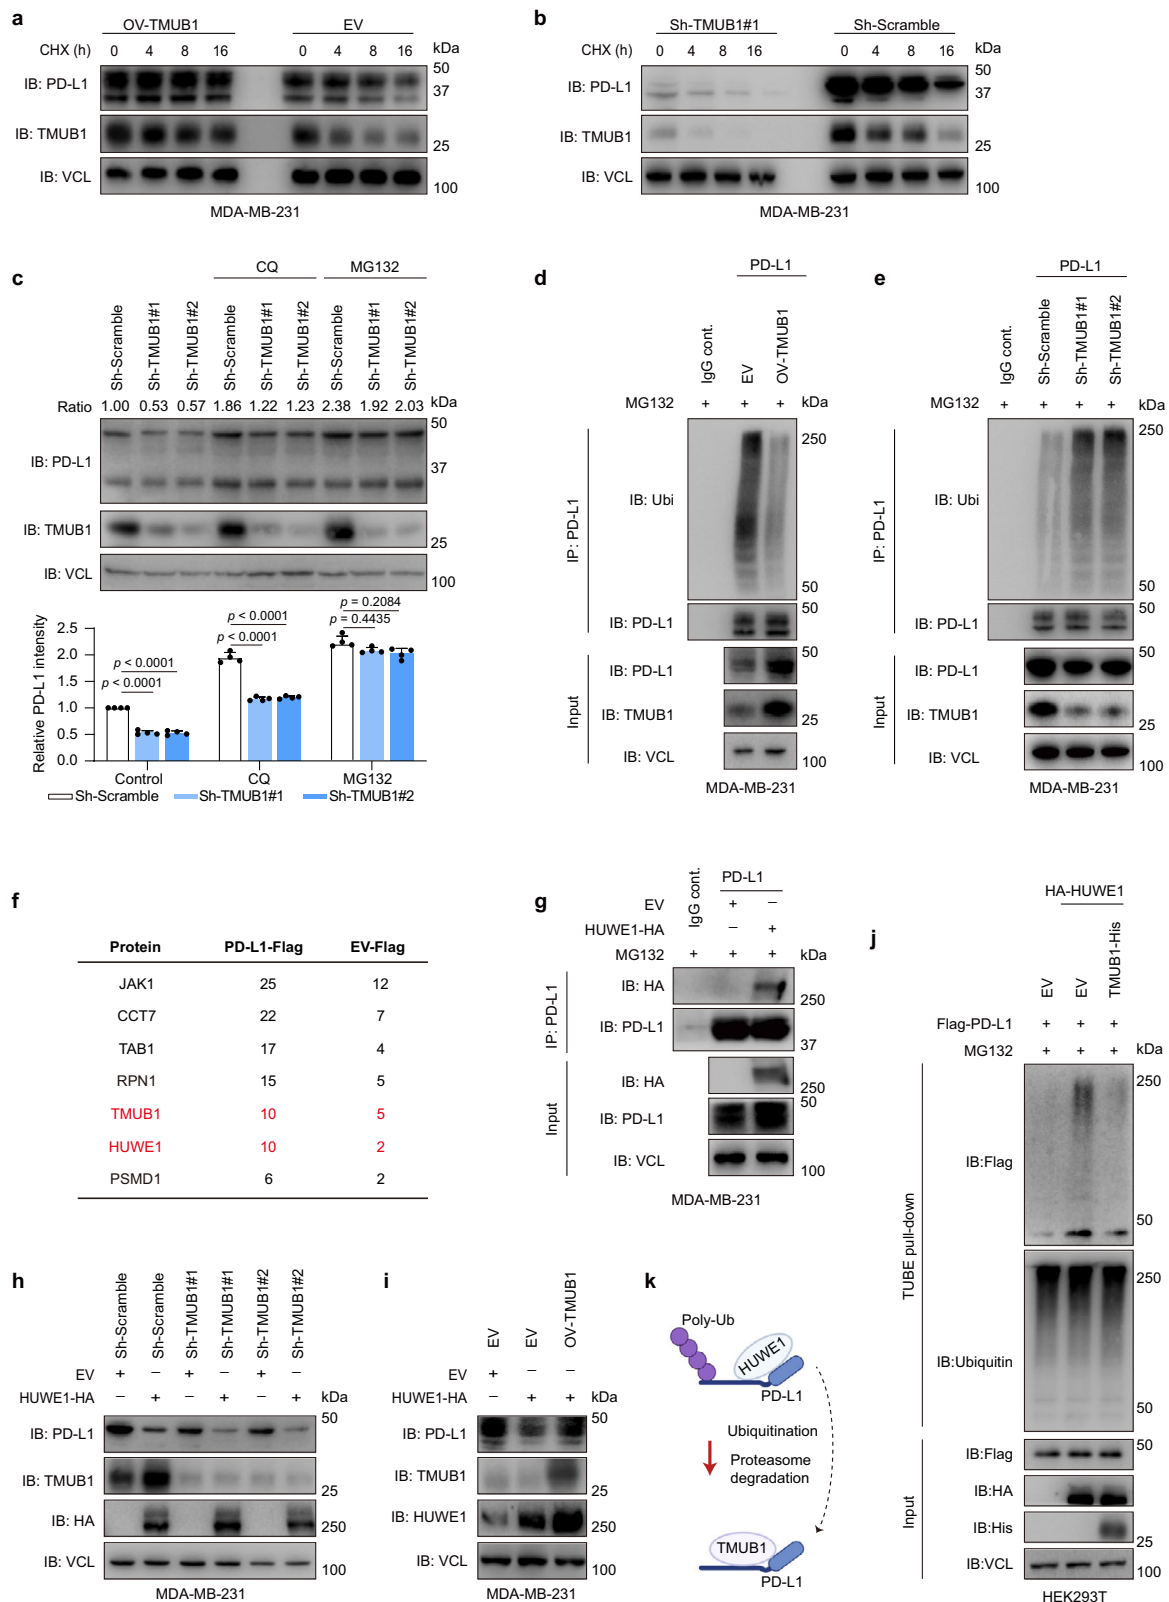 a
OV-TMUB1
EV
CHX (h)
0 4 8 16
0 4 8 16
kDa
IB: PD-L1
50
37
IB: TMUB1
25
IB: VCL
100
MDA-MB-231
b
Sh-TMUB1#1
Sh-Scramble
CHX (h)
0 4 8 16
0 4 8 16
kDa
IB: PD-L1
50
37
IB: TMUB1
25
IB: VCL
100
MDA-MB-231
c
CQ
MG132
Sh-Scramble
Sh-TMUB1#1
Sh-TMUB1#2
Sh-Scramble
Sh-TMUB1#1
Sh-TMUB1#2
Sh-Scramble
Sh-TMUB1#1
Sh-TMUB1#2
Ratio 1.00 0.53 0.57 1.86 1.22 1.23 2.38 1.92 2.03
kDa
50
IB: PD-L1
37
IB: TMUB1
25
IB: VCL
100
Relative PD-L1 intensity
2.5
2.0
1.5
1.0
0.5
0.0
p < 0.0001
p < 0.0001
p < 0.0001
p < 0.0001
p = 0.2084
p = 0.4435
Control
CQ
MG132
Sh-Scramble
Sh-TMUB1#1
Sh-TMUB1#2
d
PD-L1
IgG cont.
EV
OV-TMUB1
MG132 + + +
kDa
IP: PD-L1
IB: Ubi
250
50
IB: PD-L1
50
Input
IB: PD-L1
50
IB: TMUB1
25
IB: VCL
100
MDA-MB-231
e
PD-L1
IgG cont.
Sh-Scramble
Sh-TMUB1#1
Sh-TMUB1#2
MG132 + + + +
kDa
IP: PD-L1
IB: Ubi
250
50
IB: PD-L1
50
Input
IB: PD-L1
50
IB: TMUB1
25
IB: VCL
100
MDA-MB-231
f
Protein PD-L1-Flag EV-Flag
JAK1 25 12
CCT7 22 7
TAB1 17 4
RPN1 15 5
TMUB1 10 5
HUWE1 10 2
PSMD1 6 2
g
IgG cont.
PD-L1
EV + −
HUWE1-HA − +
MG132 + + +
kDa
IP: PD-L1
IB: HA
250
IB: PD-L1
37
Input
IB: HA
250
IB: PD-L1
50
IB: VCL
100
MDA-MB-231
h
Sh-Scramble
Sh-Scramble
Sh-TMUB1#1
Sh-TMUB1#1
Sh-TMUB1#2
Sh-TMUB1#2
EV + − + − + −
HUWE1-HA − + − + − +
kDa
IB: PD-L1
50
IB: TMUB1
25
IB: HA
250
IB: VCL
100
MDA-MB-231
i
EV
EV
OV-TMUB1
EV + − −
HUWE1-HA − + +
kDa
IB: PD-L1
50
IB: TMUB1
25
IB: HUWE1
250
IB: VCL
100
MDA-MB-231
j
HA-HUWE1
EV
EV
TMUB1-His
Flag-PD-L1 + + +
MG132 + + +
kDa
TUBE pull-down
IB:Flag
250
50
IB:Ubiquitin
250
50
Input
IB:Flag
50
IB:HA
250
IB:His
25
IB:VCL
100
HEK293T
k
Poly-Ub
HUWE1
PD-L1
Ubiquitination
Proteasome
degradation
TMUB1
PD-L1